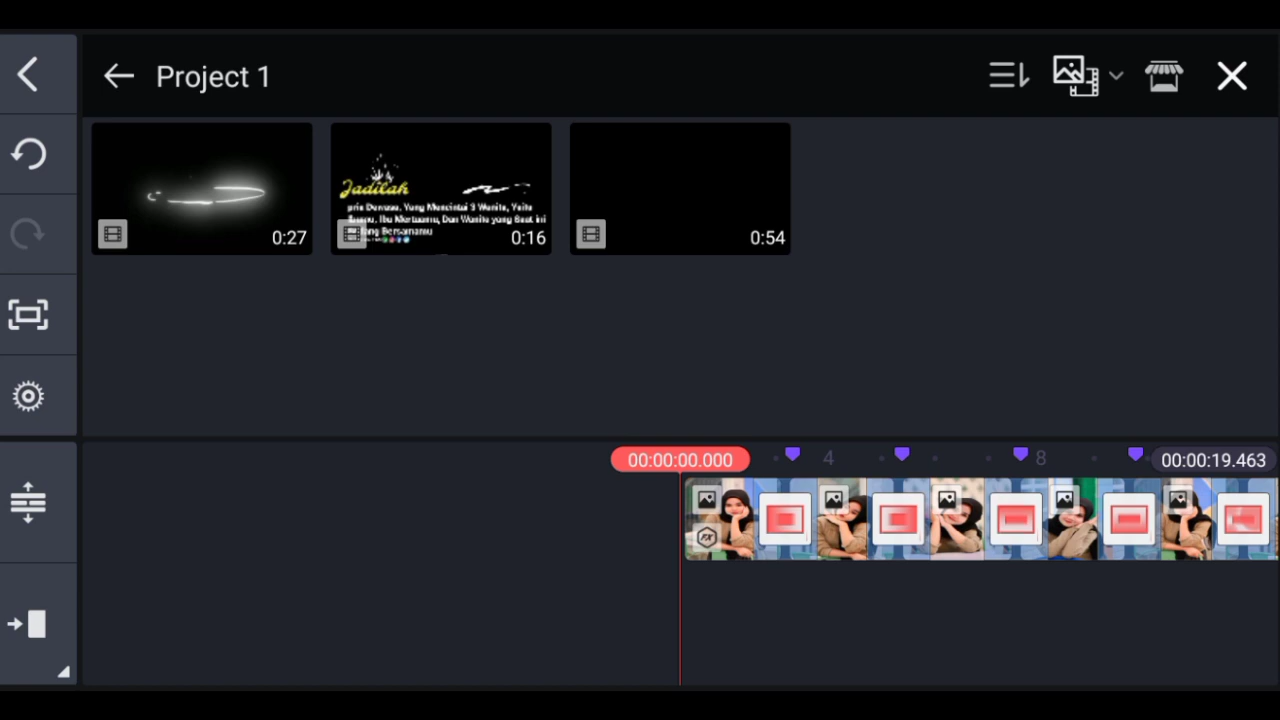 Project 1
0:27
Jadilah
pria Dewasa, Yang Mencintai 3 Wanita, Yaitu
Ibumu, Ibu Mertuamu, Dan Wanita yang Saat ini
Bersamamu
0:16
0:54
00:00:00.000
4
8
00:00:19.463
FX